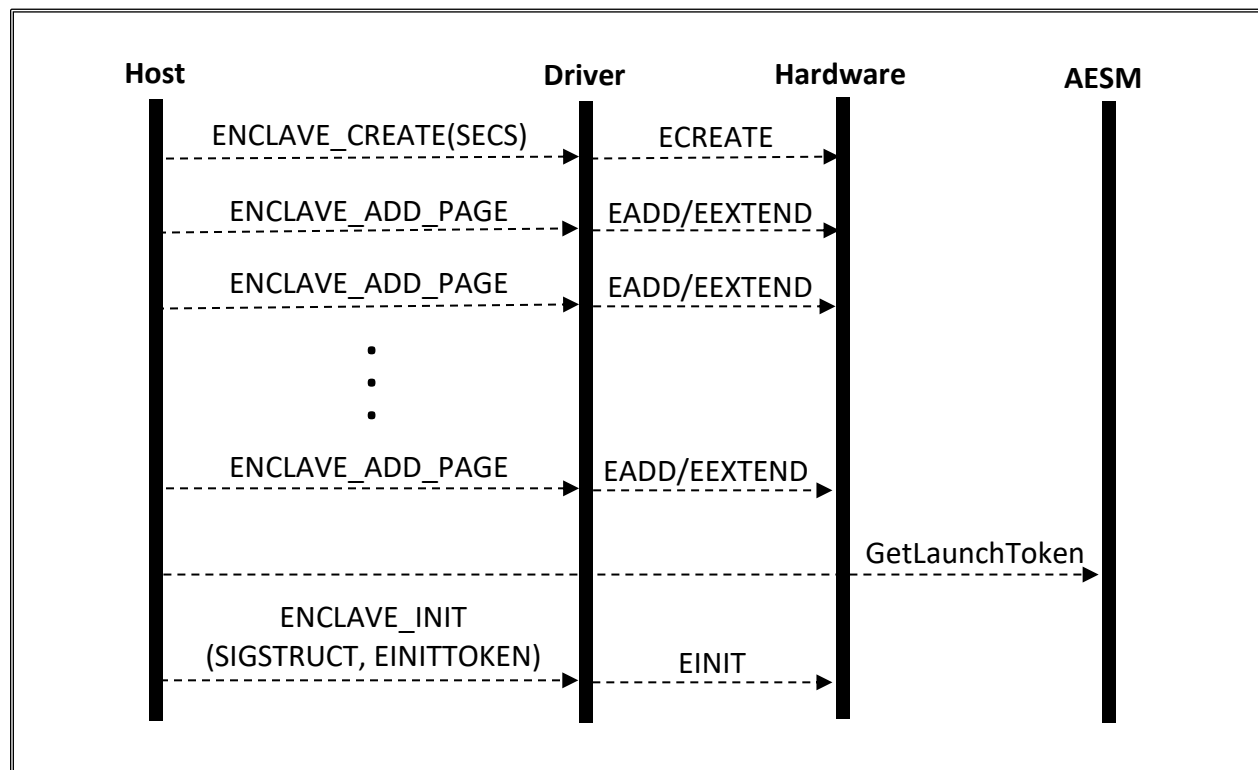 Host
Driver
Hardware
AESM
ENCLAVE_CREATE(SECS)
ECREATE
ENCLAVE_ADD_PAGE
EADD/EEXTEND
ENCLAVE_ADD_PAGE
EADD/EEXTEND
ENCLAVE_ADD_PAGE
EADD/EEXTEND
GetLaunchToken
ENCLAVE_INIT
(SIGSTRUCT, EINITTOKEN)
EINIT